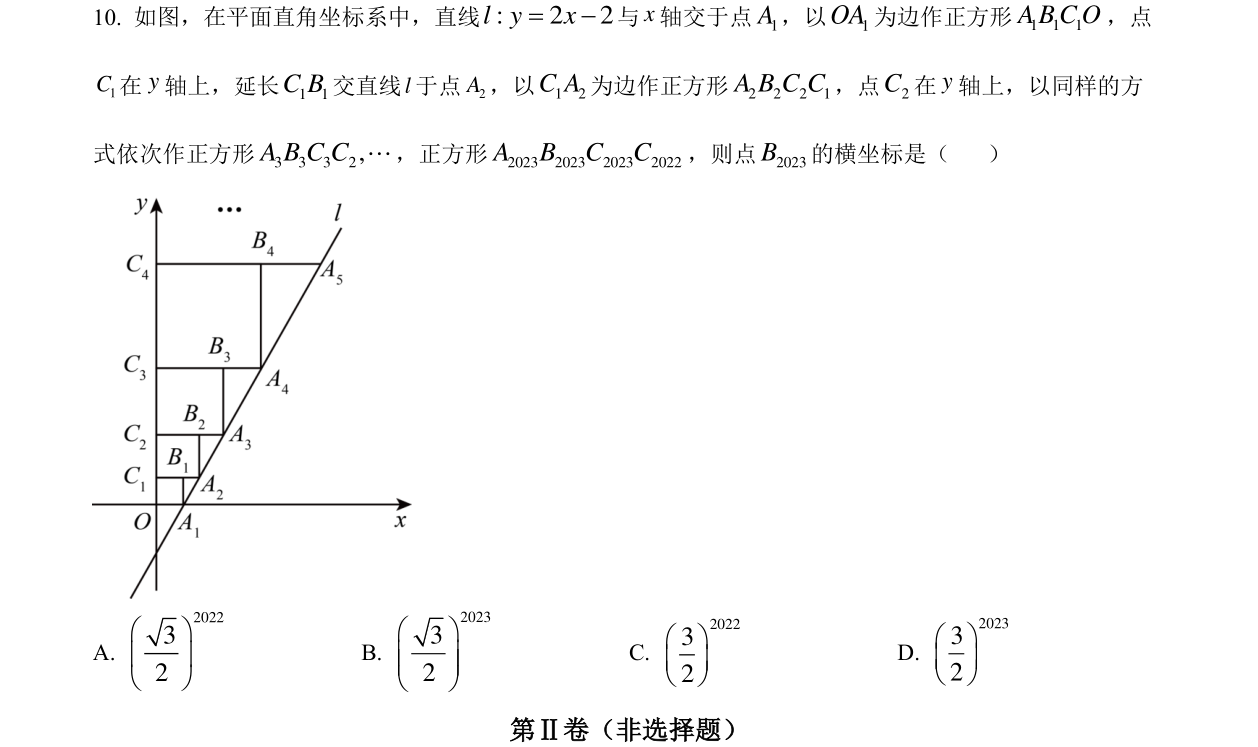 10. 如图，在平面直角坐标系中，直线l : y = 2x − 2与x轴交于点A₁，以OA₁为边作正方形A₁B₁C₁O，点
C₁在y轴上，延长C₁B₁交直线l于点A₂，以C₁A₂为边作正方形A₂B₂C₂C₁，点C₂在y轴上，以同样的方
式依次作正方形A₃B₃C₃C₂,⋯，正方形A₂₀₂₃B₂₀₂₃C₂₀₂₃C₂₀₂₂，则点B₂₀₂₃的横坐标是（ ）
y ••• l
B₄
C₄ A₅
B₃
C₃ A₄
B₂
C₂ A₃
B₁
C₁ A₂
O A₁ x
A. (√3/2)²⁰²² B. (√3/2)²⁰²³ C. (3/2)²⁰²² D. (3/2)²⁰²³
第Ⅱ卷（非选择题）